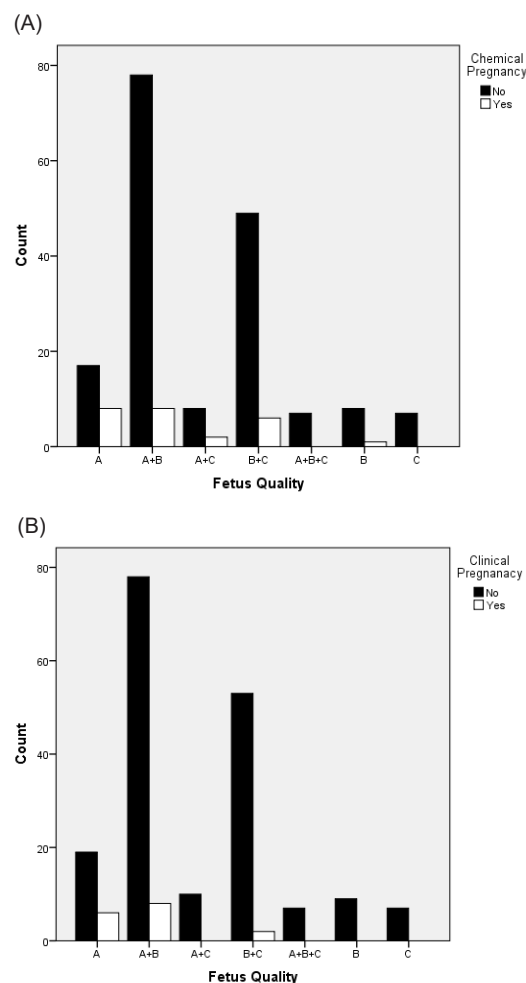 (A)
Chemical
Pregnancy
No
Yes
80
60
40
20
0
Count
A A+B A+C B+C A+B+C B C
Fetus Quality
(B)
Clinical
Pregnanacy
No
Yes
80
60
40
20
0
Count
A A+B A+C B+C A+B+C B C
Fetus Quality